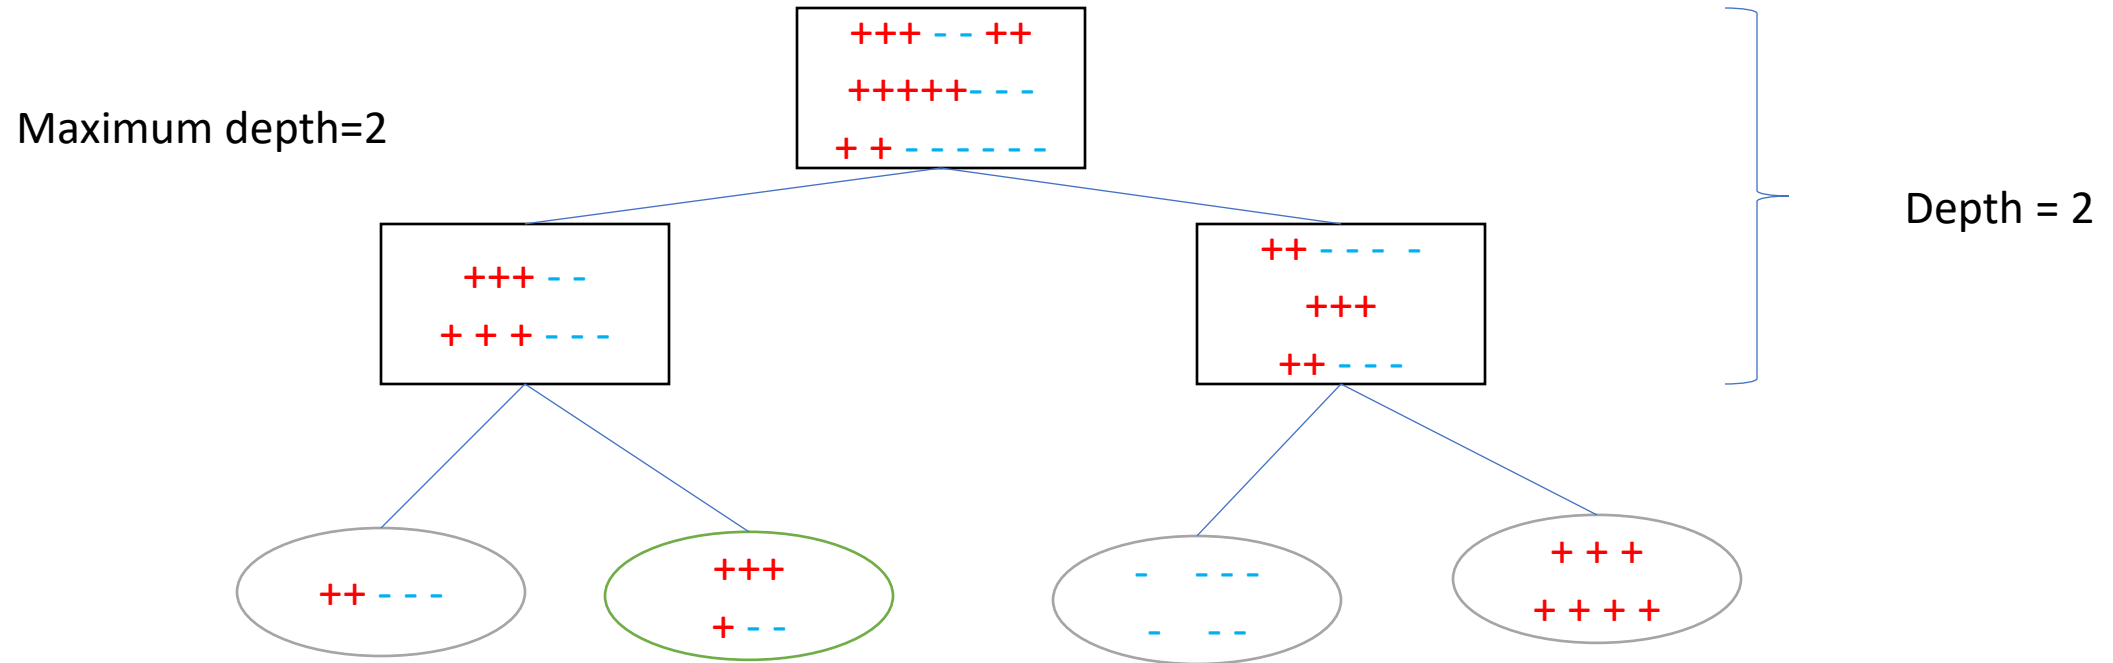 +++ - - ++
+++++- - -
+ + - - - - - -
Maximum depth=2
Depth = 2
+++ - -
+ + + - - -
++ - - - - -
+++
++ - - -
++ - - -
+++
+ - -
- - - -
- - -
+ + +
+ + + +